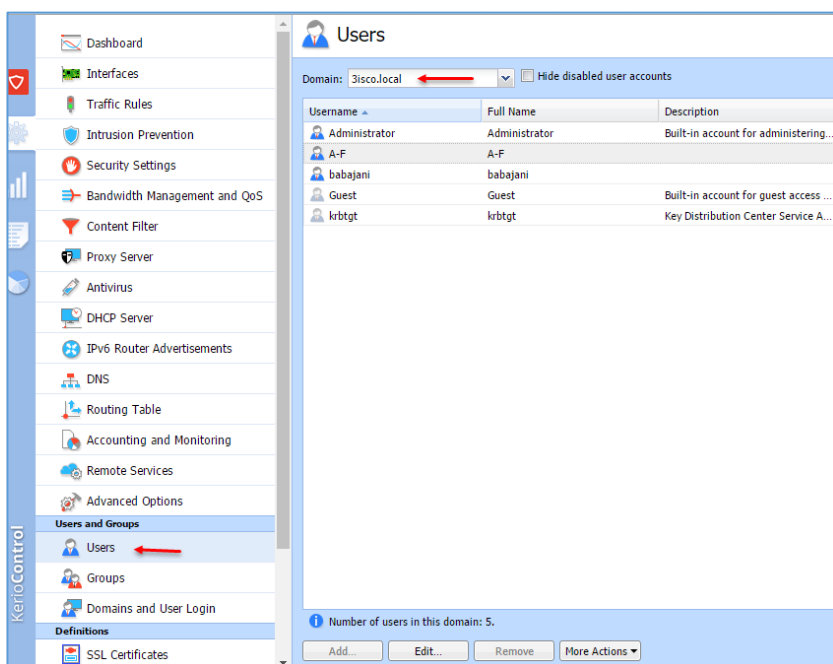 Dashboard
Interfaces
Traffic Rules
Intrusion Prevention
Security Settings
Bandwidth Management and QoS
Content Filter
Proxy Server
Antivirus
DHCP Server
IPv6 Router Advertisements
DNS
Routing Table
Accounting and Monitoring
Remote Services
Advanced Options
Users and Groups
Users
Groups
Domains and User Login
Definitions
SSL Certificates
KerioControl
Users
Domain: 3isco.local Hide disabled user accounts
Username Full Name Description
Administrator Administrator Built-in account for administering...
A-F A-F
babajani babajani
Guest Guest Built-in account for guest access ...
krbtgt krbtgt Key Distribution Center Service A...
Number of users in this domain: 5.
Add... Edit... Remove More Actions